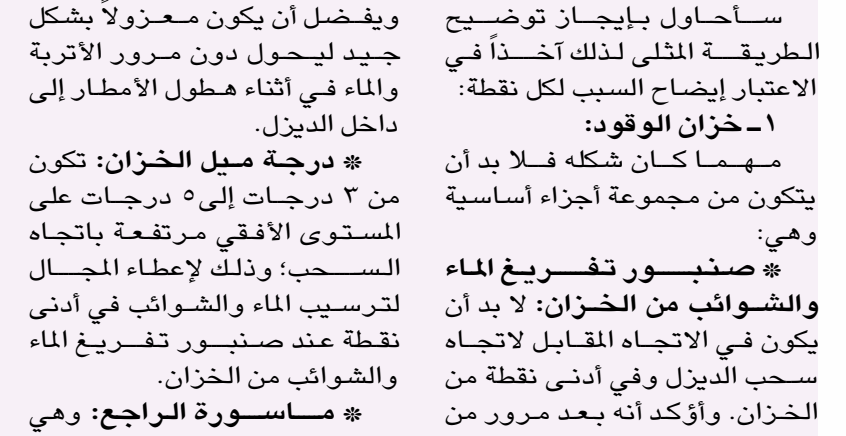 سأحاول بإيجاز توضيح
الطريقة المثلى لذلك آخذاً في
الاعتبار إيضاح السبب لكل نقطة:
١ـ خزان الوقود:
مهما كان شكله فلا بد أن
يتكون من مجموعة أجزاء أساسية
وهي:
* صنبور تفريغ الماء
والشوائب من الخزان: لا بد أن
يكون في الاتجاه المقابل لاتجاه
سحب الديزل وفي أدنى نقطة من
الخزان. وأؤكد أنه بعد مرور من
ويفضل أن يكون معزولاً بشكل
جيد ليحول دون مرور الأتربة
والماء في أثناء هطول الأمطار إلى
داخل الديزل.
* درجة ميل الخزان: تكون
من ٣ درجات إلى٥ درجات على
المستوى الأفقي مرتفعة باتجاه
السحب؛ وذلك لإعطاء المجال
لترسيب الماء والشوائب في أدنى
نقطة عند صنبور تفريغ الماء
والشوائب من الخزان.
* ماسورة الراجع: وهي